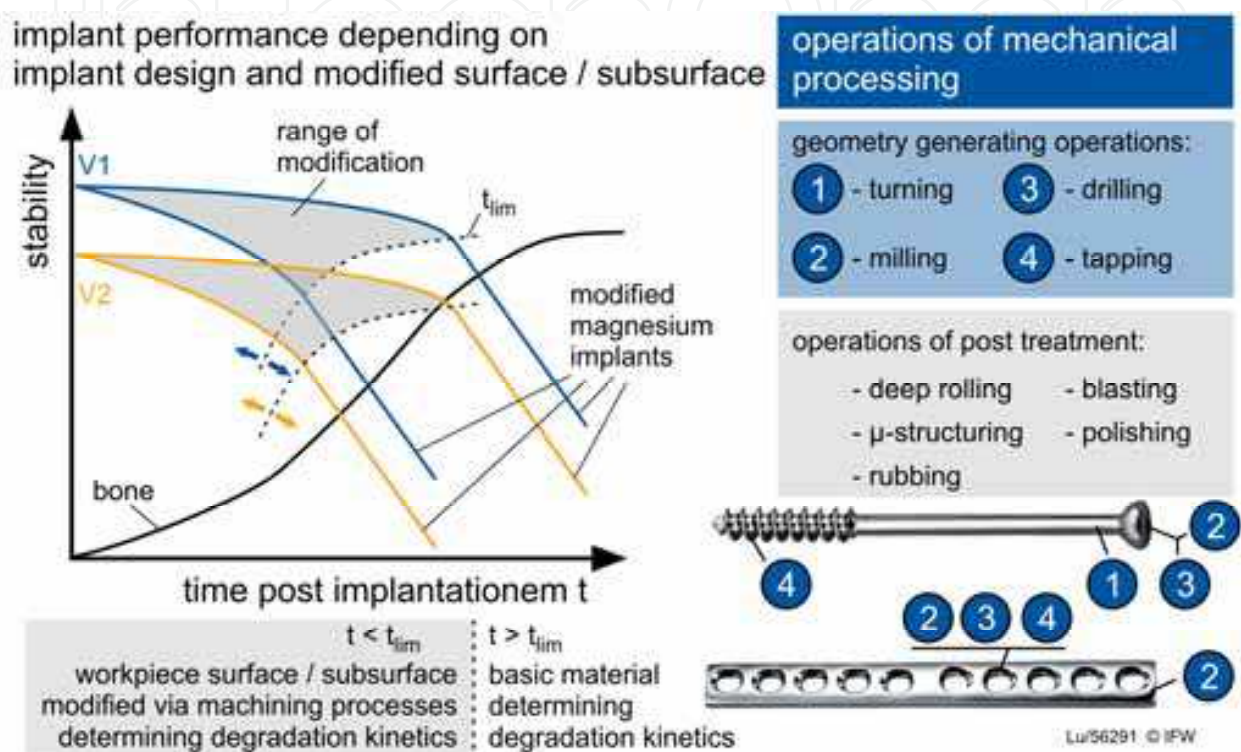 implant performance depending on
implant design and modified surface / subsurface
stability
V1
V2
range of
modification
tlim
modified
magnesium
implants
bone
time post implantationem t
t < tlim
workpiece surface / subsurface
modified via machining processes
determining degradation kinetics
t > tlim
basic material
determining
degradation kinetics
operations of mechanical
processing
geometry generating operations:
1 - turning
3 - drilling
2 - milling
4 - tapping
operations of post treatment:
- deep rolling
- blasting
- µ-structuring
- polishing
- rubbing
4
1
2
3
2 3 4
2
Lu/56291 © IFW